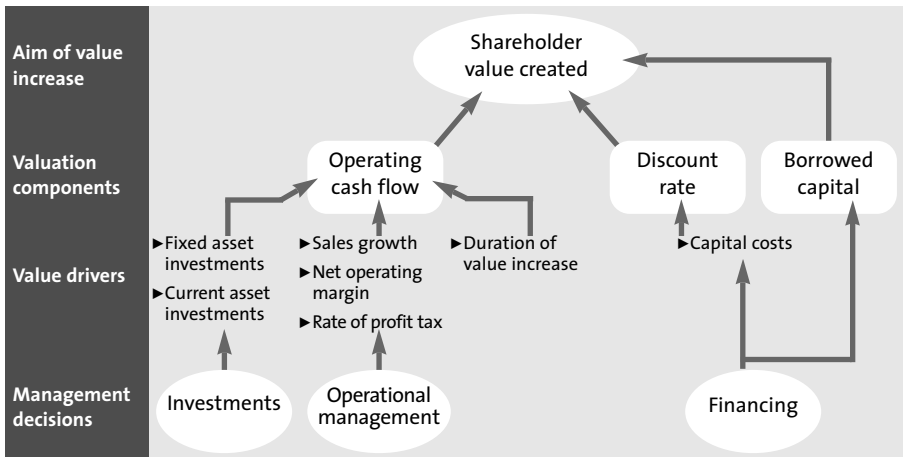 Aim of value
increase
Shareholder
value created
Valuation
components
Operating
cash flow
Discount
rate
Borrowed
capital
Value drivers
►Fixed asset
investments
►Current asset
investments
►Sales growth
►Net operating
margin
►Rate of profit tax
►Duration of
value increase
►Capital costs
Management
decisions
Investments
Operational
management
Financing